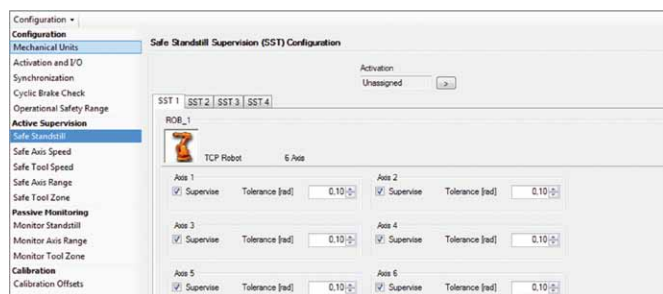 Configuration
Configuration
Mechanical Units
Activation and I/O
Synchronization
Cyclic Brake Check
Operational Safety Range
Active Supervision
Safe Standstill
Safe Axis Speed
Safe Tool Speed
Safe Axis Range
Safe Tool Zone
Passive Monitoring
Monitor Standstill
Monitor Axis Range
Monitor Tool Zone
Calibration
Calibration Offsets
Safe Standstill Supervision (SST) Configuration
Activation
Unassigned ->
SST 1 SST 2 SST 3 SST 4
ROB_1
TCP Robot 6 Axis
Axis 1 Axis 2
Supervise Tolerance [rad] 0,10 Supervise Tolerance [rad] 0,10
Axis 3 Axis 4
Supervise Tolerance [rad] 0,10 Supervise Tolerance [rad] 0,10
Axis 5 Axis 6
Supervise Tolerance [rad] 0,10 Supervise Tolerance [rad] 0,10